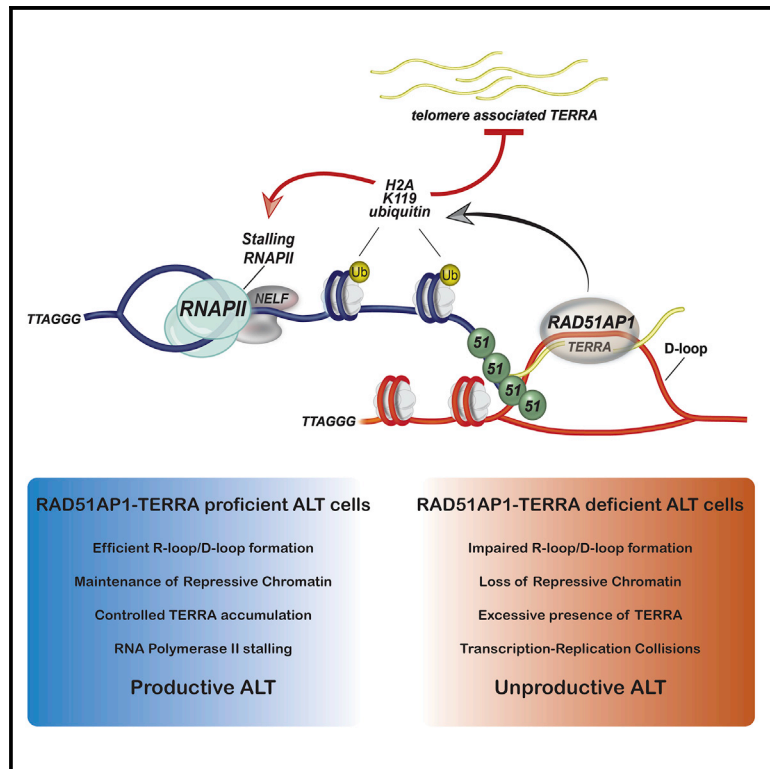 telomere associated TERRA
H2A
K119
ubiquitin
Stalling
RNAPII
Ub
Ub
NELF
RNAPII
TTAGGG
RAD51AP1
TERRA
D-loop
51
51
51
51
TTAGGG
RAD51AP1-TERRA proficient ALT cells
Efficient R-loop/D-loop formation
Maintenance of Repressive Chromatin
Controlled TERRA accumulation
RNA Polymerase II stalling
Productive ALT
RAD51AP1-TERRA deficient ALT cells
Impaired R-loop/D-loop formation
Loss of Repressive Chromatin
Excessive presence of TERRA
Transcription-Replication Collisions
Unproductive ALT